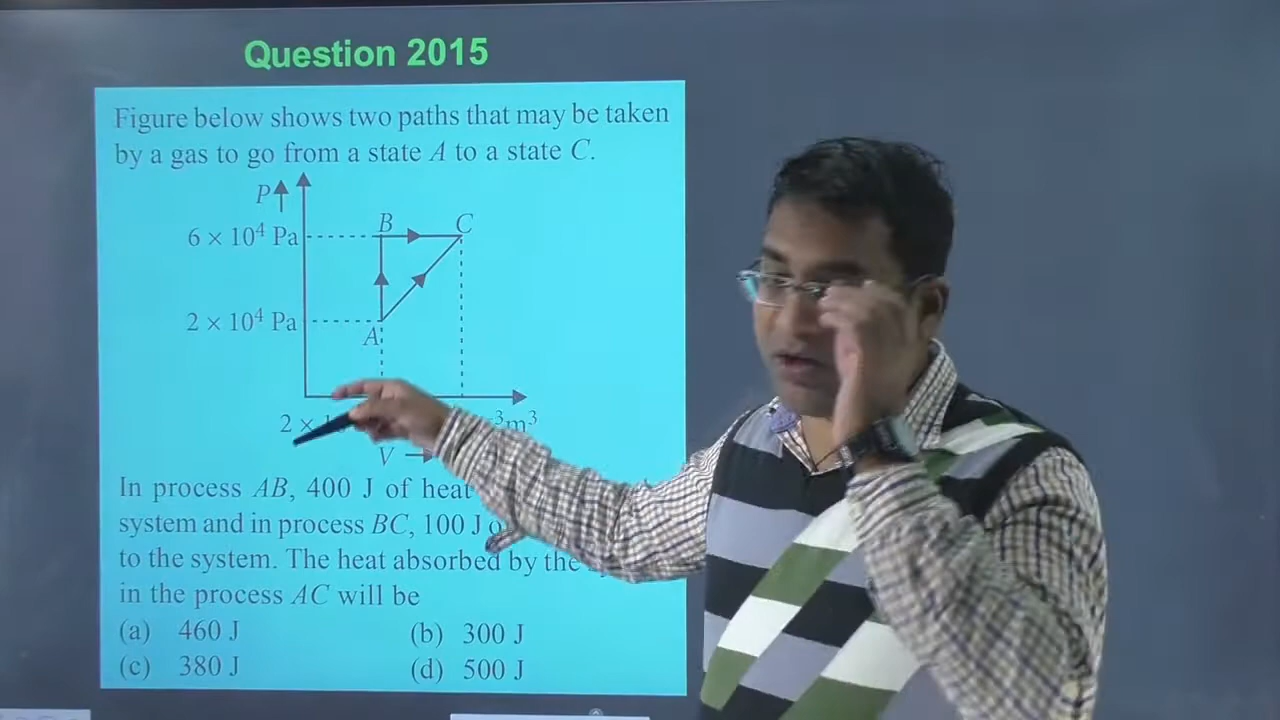 Question 2015
Figure below shows two paths that may be taken
by a gas to go from a state A to a state C.
P
B C
6 × 10⁴ Pa
2 × 10⁴ Pa
A
2 × ⁻³m³
V
In process AB, 400 J of heat
system and in process BC, 100 J
to the system. The heat absorbed by the
in the process AC will be
(a) 460 J (b) 300 J
(c) 380 J (d) 500 J